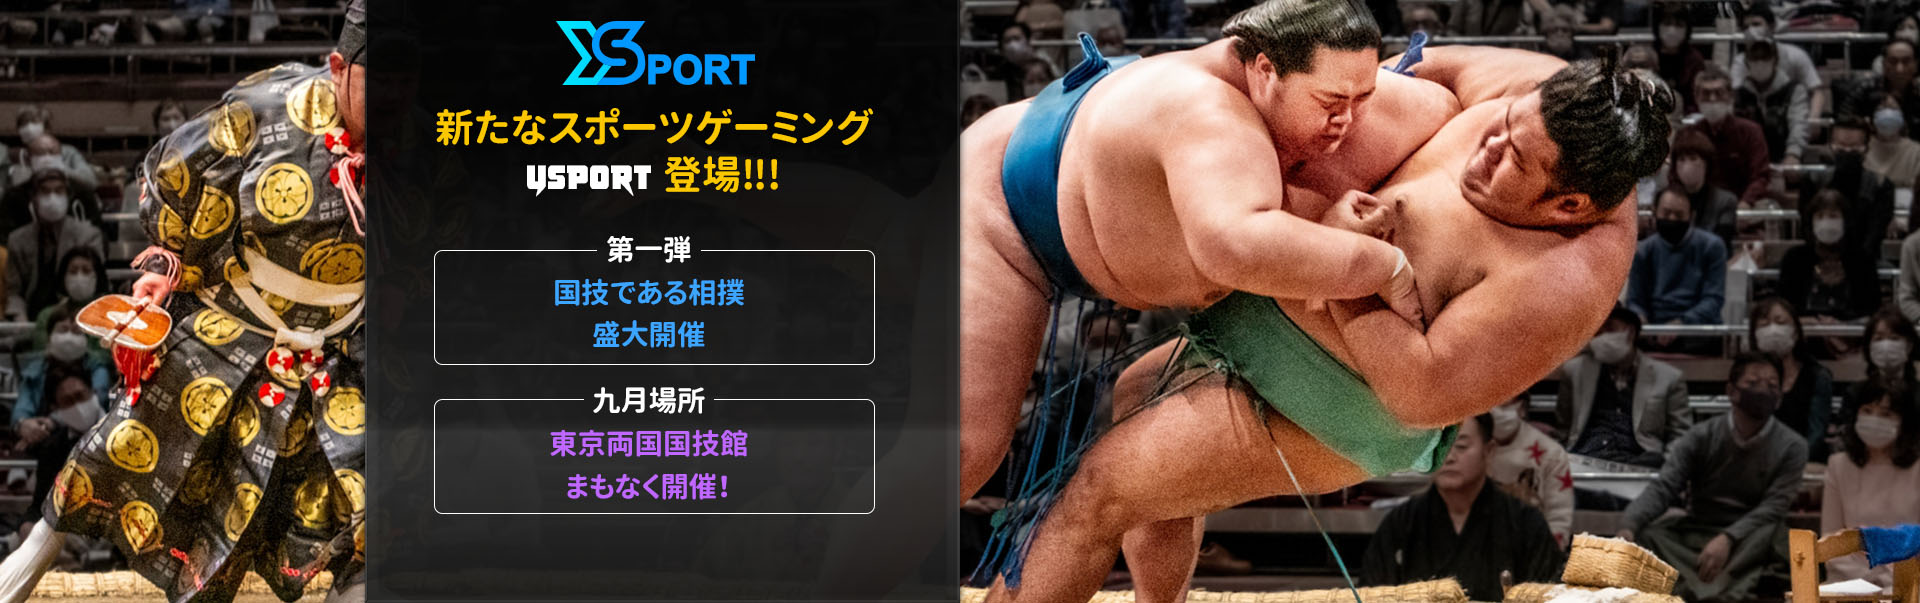 YSPORT
新たなスポーツゲーミング
YSPORT 登場!!!
第一弾
国技である相撲
盛大開催
九月場所
東京両国国技館
まもなく開催!